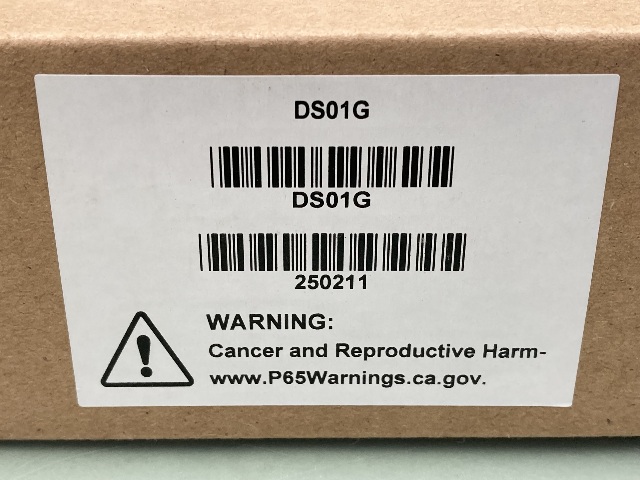 DS01G
DS01G
250211
WARNING:
Cancer and Reproductive Harm-
www.P65Warnings.ca.gov.